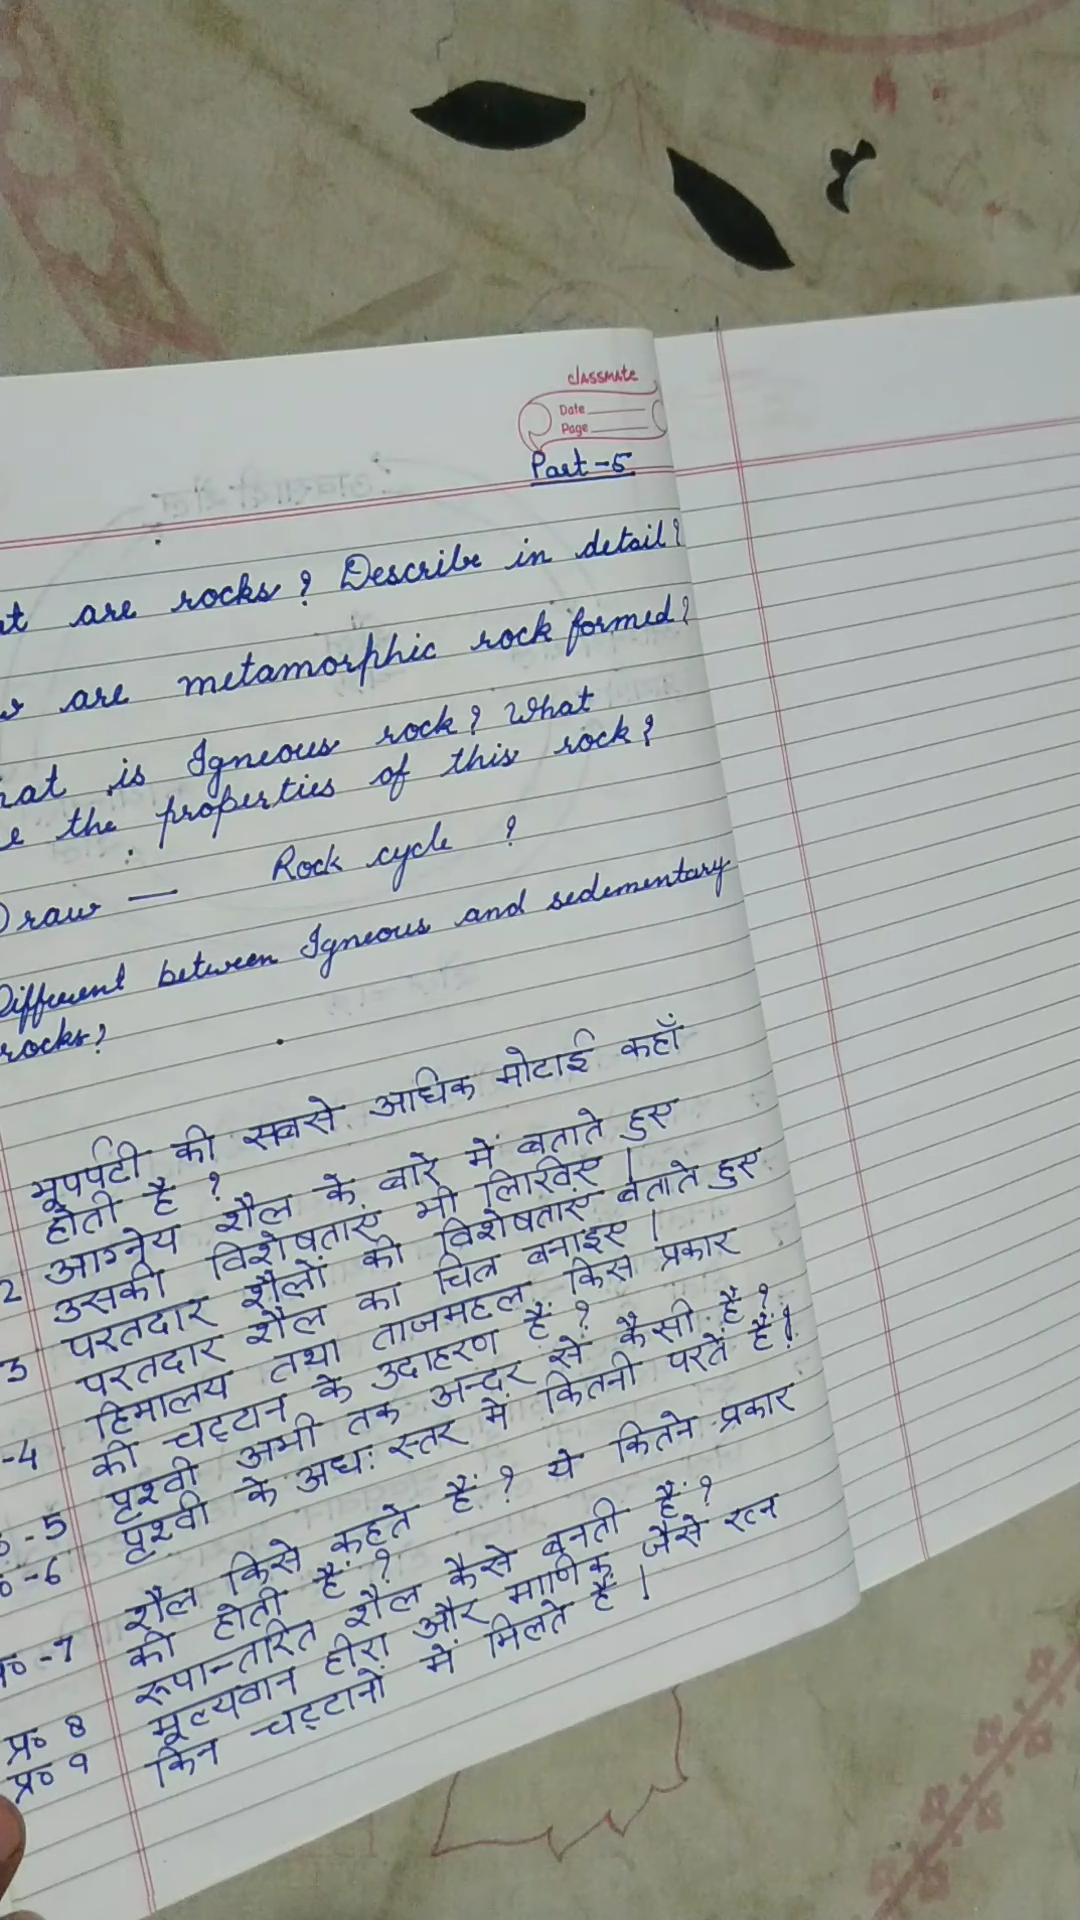 classmate
Date
Page
Part-5
are rocks? Describe in detail?
are metamorphic rock formed?
is Igneous rock? What
the properties of this rock?
Draw — Rock cycle ?
Different between Igneous and sedementary
rocks?
भूपर्पटी की सबसे अधिक मोटाई कहाँ
होती है ?
2 आग्नेय शैल के बारे में बताते हुए
उसकी विशेषताएं भी लिखिए |
3 परतदार शैलों की विशेषताएं बताते हुए
परतदार शैल का चित्र बनाइए |
-4 हिमालय तथा ताजमहल किस प्रकार
की चट्टान के उदाहरण हैं ?
-5 पृथ्वी अभी तक अन्दर से कैसी है ?
-6 पृथ्वी के अधः स्तर में कितनी परतें हैं ?
-7 शैल किसे कहते हैं ? ये कितने प्रकार
की होती हैं ?
प्र० 8 रूपान्तरित शैल कैसे बनती हैं ?
प्र० 9 मूल्यवान हीरा और माणिक जैसे रत्न
किन चट्टानों में मिलते हैं |